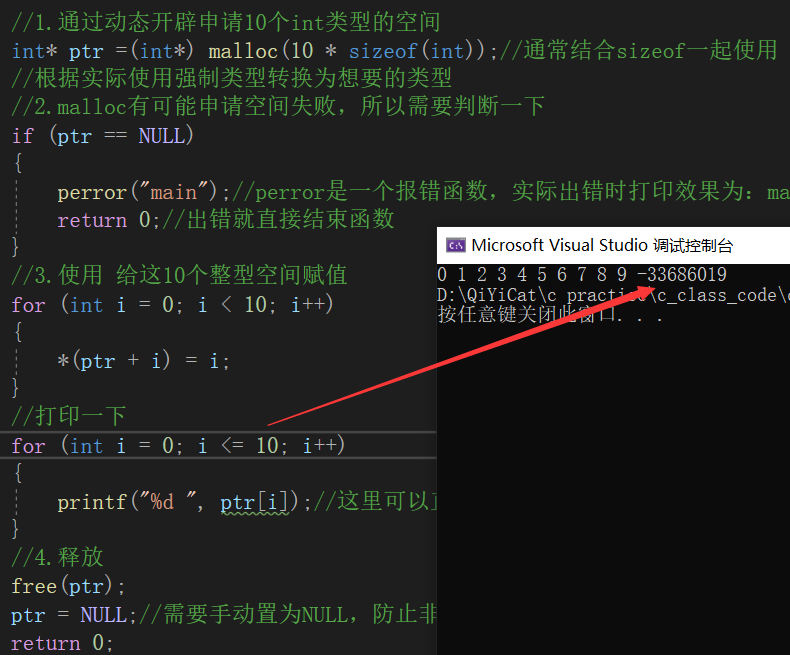 //1.通过动态开辟申请10个int类型的空间
int* ptr =(int*) malloc(10 * sizeof(int));//通常结合sizeof一起使用
//根据实际使用强制类型转换为想要的类型
//2.malloc有可能申请空间失败，所以需要判断一下
if (ptr == NULL)
{
perror("main");//perror是一个报错函数，实际出错时打印效果为：ma
return 0;//出错就直接结束函数
}
//3.使用 给这10个整型空间赋值
for (int i = 0; i < 10; i++)
{
*(ptr + i) = i;
}
//打印一下
for (int i = 0; i <= 10; i++)
{
printf("%d ", ptr[i]);//这里可以
}
//4.释放
free(ptr);
ptr = NULL;//需要手动置为NULL，防止非
return 0;
Microsoft Visual Studio 调试控制台
0 1 2 3 4 5 6 7 8 9 -33686019
D:\QiYiCat\c practise\c_class_code\
按任意键关闭此窗口. . .